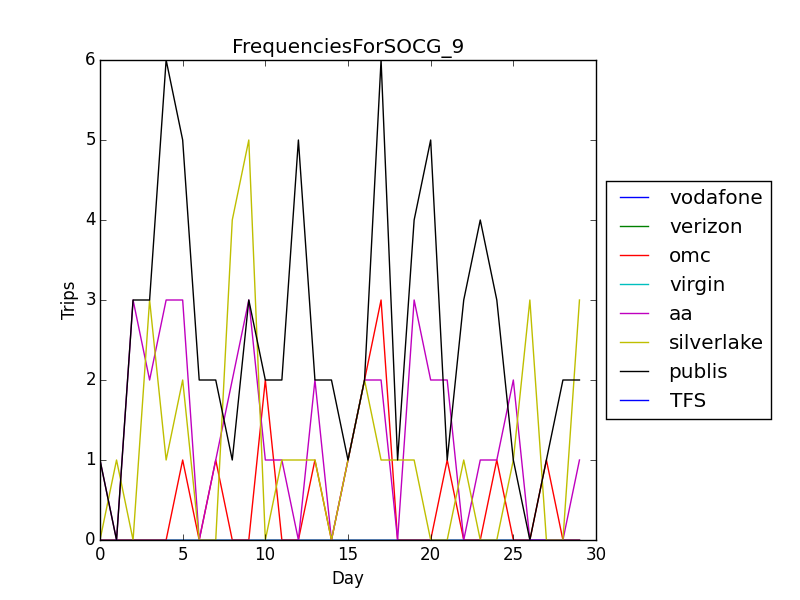 FrequenciesForSOCG_9
6
5
4
3
2
1
0
Trips
0 5 10 15 20 25 30
Day
vodafone
verizon
omc
virgin
aa
silverlake
publis
TFS